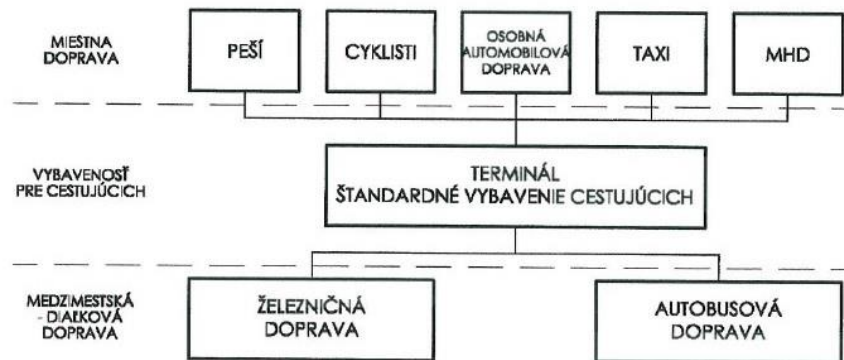 MIESTNA
DOPRAVA
PEŠÍ
CYKLISTI
OSOBNÁ
AUTOMOBILOVÁ
DOPRAVA
TAXI
MHD
VYBAVENOSŤ
PRE CESTUJÚCICH
TERMINÁL
ŠTANDARDNÉ VYBAVENIE CESTUJÚCICH
MEDZIMESTSKÁ
- DIAĽKOVÁ
DOPRAVA
ŽELEZNIČNÁ
DOPRAVA
AUTOBUSOVÁ
DOPRAVA